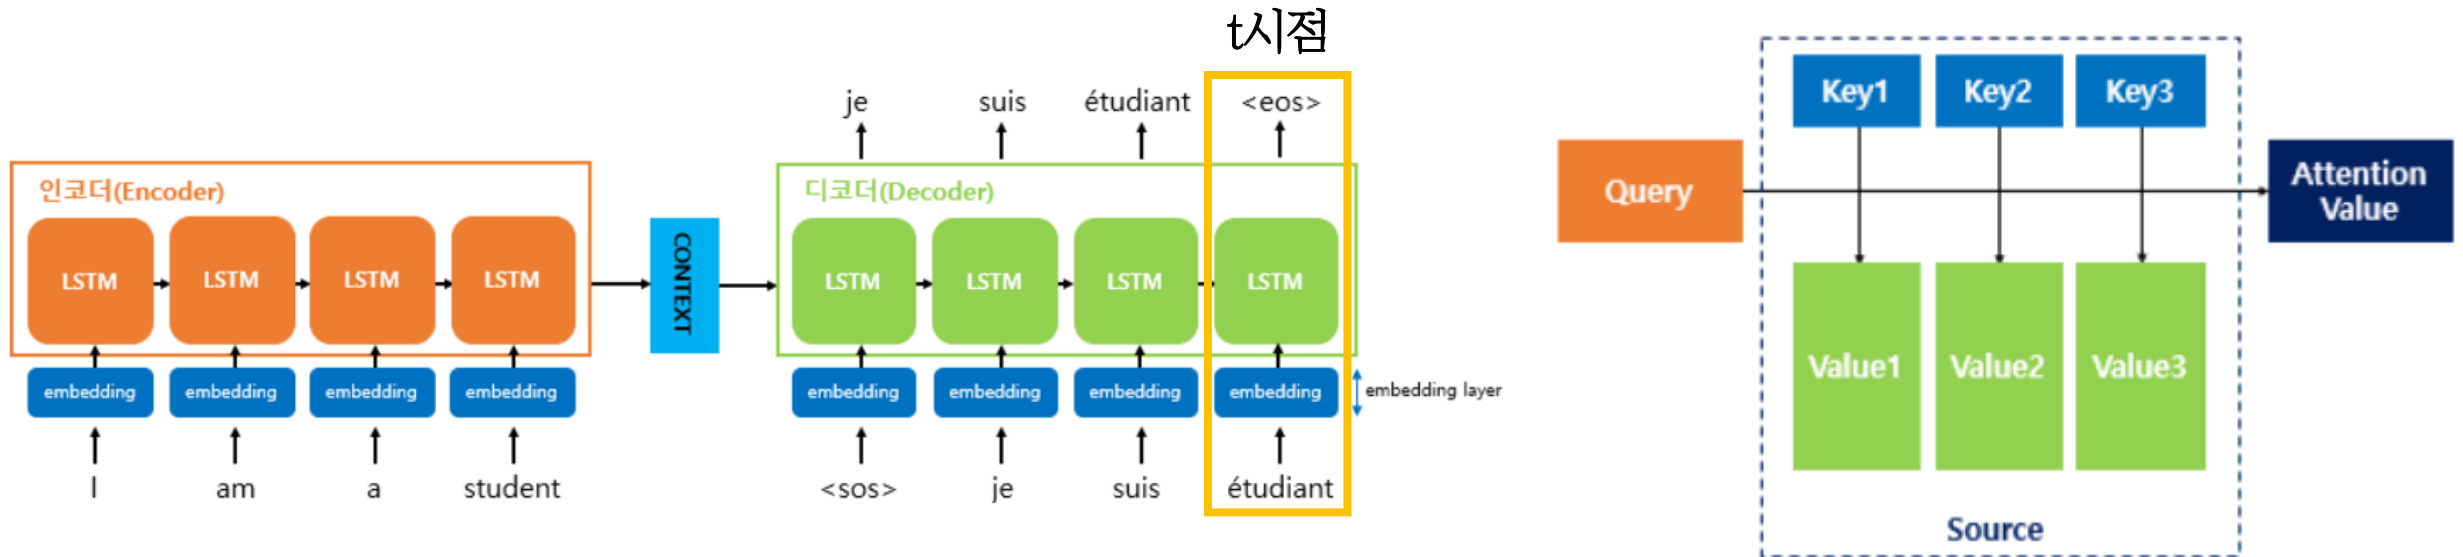 t시점
je suis étudiant <eos>
인코더(Encoder)
LSTM LSTM LSTM LSTM
embedding embedding embedding embedding
I am a student
CONTEXT
디코더(Decoder)
LSTM LSTM LSTM LSTM
embedding embedding embedding embedding
embedding layer
<sos> je suis étudiant
Query
Key1 Key2 Key3
Value1 Value2 Value3
Source
Attention
Value